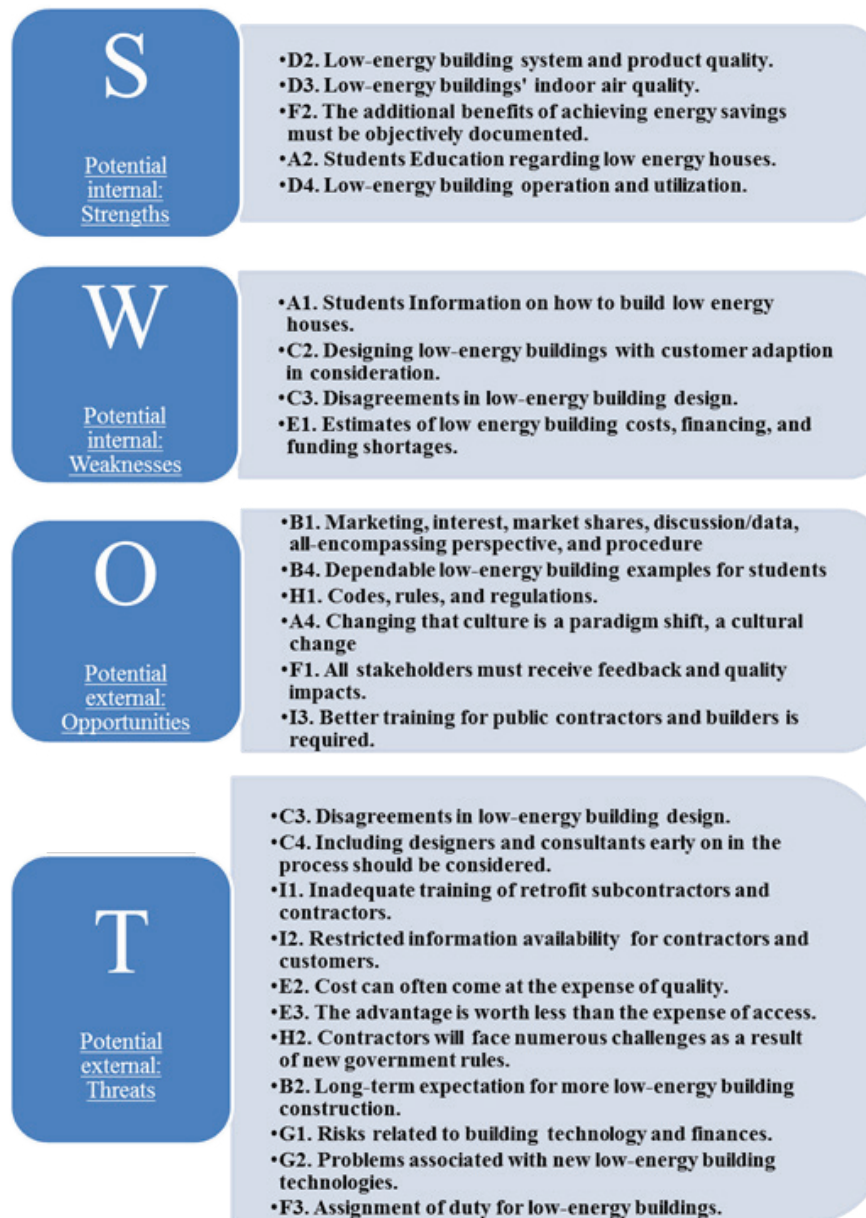 S
Potential
internal:
Strengths
•D2. Low-energy building system and product quality.
•D3. Low-energy buildings' indoor air quality.
•F2. The additional benefits of achieving energy savings
must be objectively documented.
•A2. Students Education regarding low energy houses.
•D4. Low-energy building operation and utilization.
W
Potential
internal:
Weaknesses
•A1. Students Information on how to build low energy
houses.
•C2. Designing low-energy buildings with customer adaption
in consideration.
•C3. Disagreements in low-energy building design.
•E1. Estimates of low energy building costs, financing, and
funding shortages.
O
Potential
external:
Opportunities
•B1. Marketing, interest, market shares, discussion/data,
all-encompassing perspective, and procedure
•B4. Dependable low-energy building examples for students
•H1. Codes, rules, and regulations.
•A4. Changing that culture is a paradigm shift, a cultural
change
•F1. All stakeholders must receive feedback and quality
impacts.
•I3. Better training for public contractors and builders is
required.
T
Potential
external:
Threats
•C3. Disagreements in low-energy building design.
•C4. Including designers and consultants early on in the
process should be considered.
•I1. Inadequate training of retrofit subcontractors and
contractors.
•I2. Restricted information availability for contractors and
customers.
•E2. Cost can often come at the expense of quality.
•E3. The advantage is worth less than the expense of access.
•H2. Contractors will face numerous challenges as a result
of new government rules.
•B2. Long-term expectation for more low-energy building
construction.
•G1. Risks related to building technology and finances.
•G2. Problems associated with new low-energy building
technologies.
•F3. Assignment of duty for low-energy buildings.